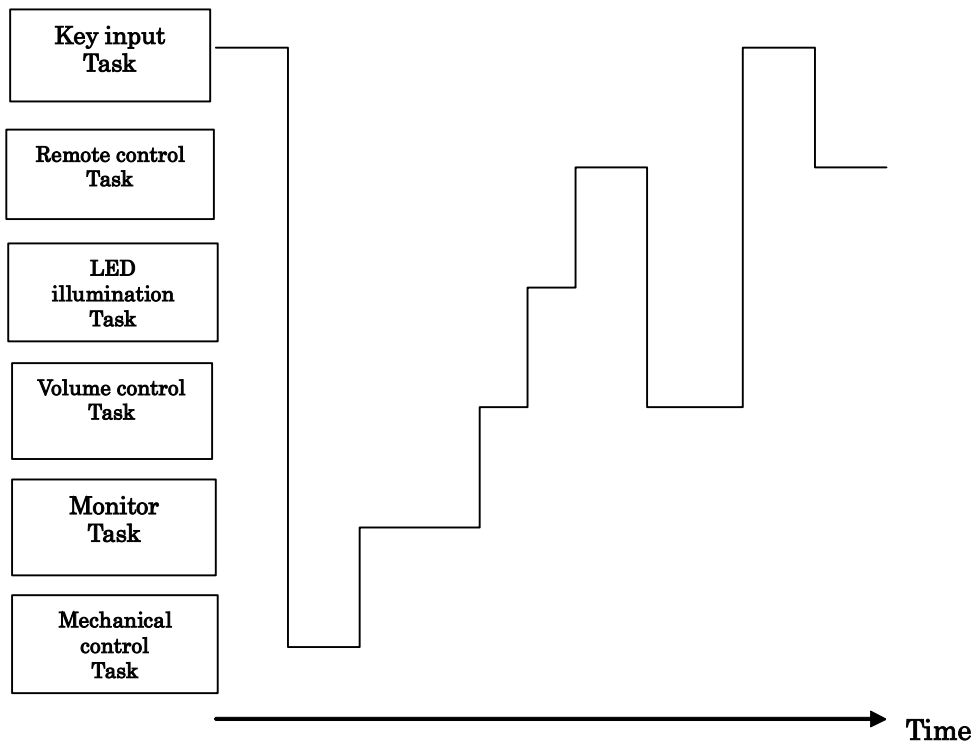 Key input
Task
Remote control
Task
LED
illumination
Task
Volume control
Task
Monitor
Task
Mechanical
control
Task
Time